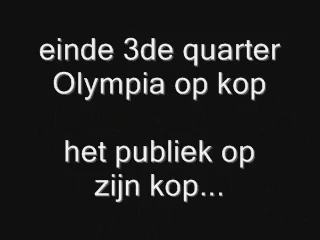 einde 3de quarter
Olympia op kop
het publiek op
zijn kop...